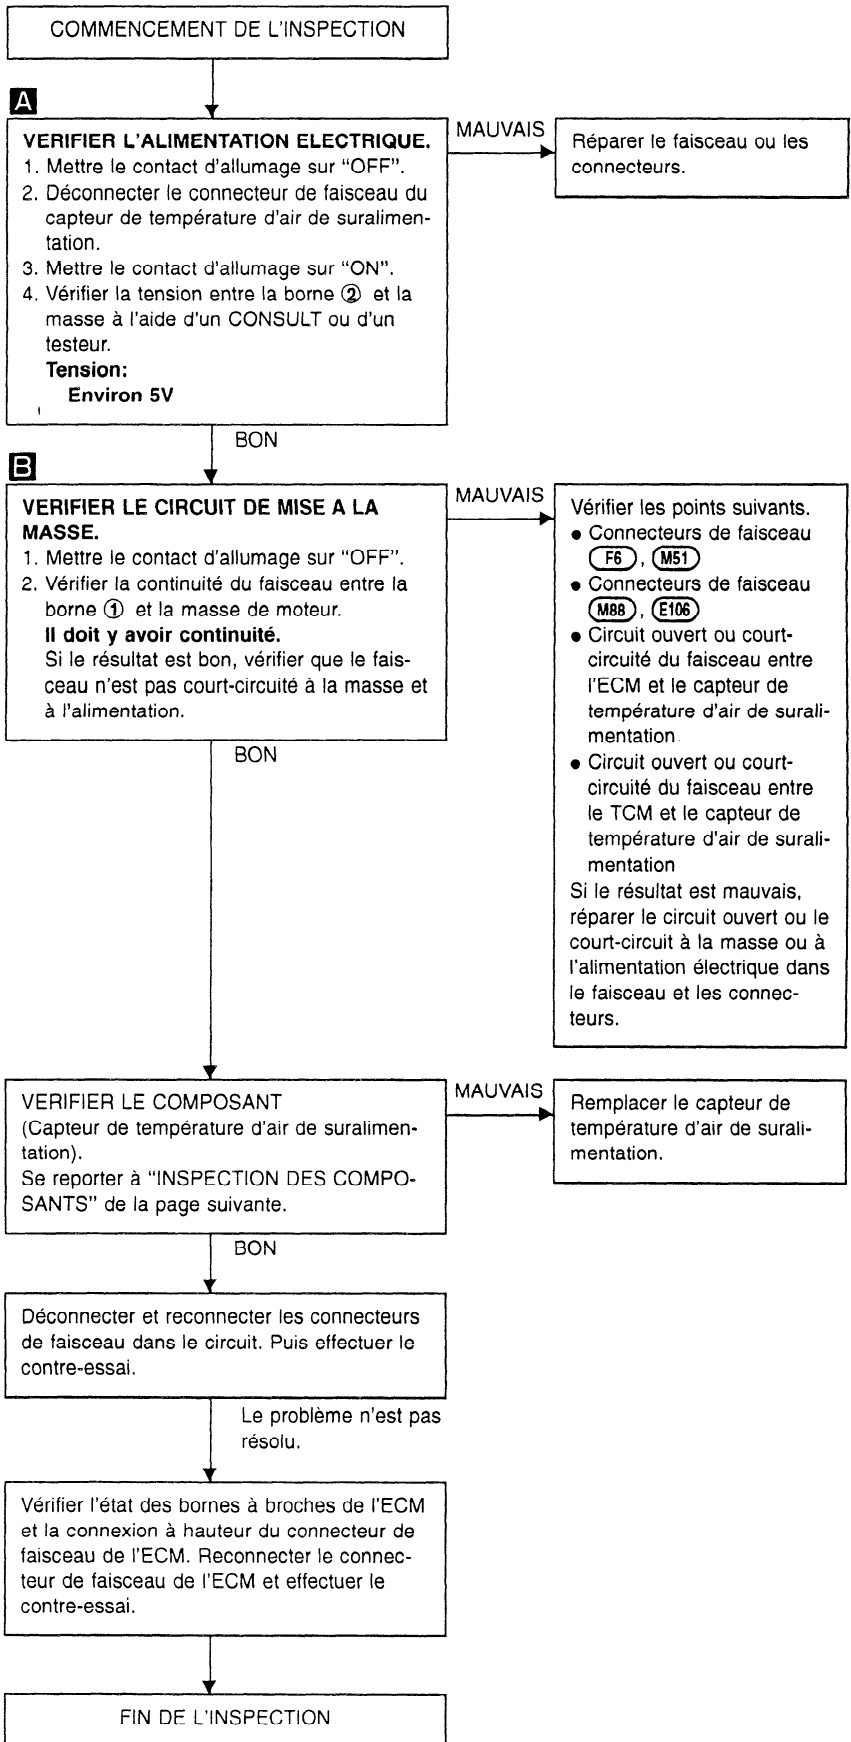 COMMENCEMENT DE L'INSPECTION
A
VERIFIER L'ALIMENTATION ELECTRIQUE.
1. Mettre le contact d'allumage sur "OFF".
2. Déconnecter le connecteur de faisceau du
capteur de température d'air de suralimen-
tation.
3. Mettre le contact d'allumage sur "ON".
4. Vérifier la tension entre la borne ② et la
masse à l'aide d'un CONSULT ou d'un
testeur.
Tension:
Environ 5V
MAUVAIS
Réparer le faisceau ou les
connecteurs.
BON
B
VERIFIER LE CIRCUIT DE MISE A LA
MASSE.
1. Mettre le contact d'allumage sur "OFF".
2. Vérifier la continuité du faisceau entre la
borne ① et la masse de moteur.
Il doit y avoir continuité.
Si le résultat est bon, vérifier que le fais-
ceau n'est pas court-circuité à la masse et
à l'alimentation.
MAUVAIS
Vérifier les points suivants.
● Connecteurs de faisceau
F6, M51
● Connecteurs de faisceau
M88, E106
● Circuit ouvert ou court-
circuité du faisceau entre
l'ECM et le capteur de
température d'air de surali-
mentation
● Circuit ouvert ou court-
circuité du faisceau entre
le TCM et le capteur de
température d'air de surali-
mentation
Si le résultat est mauvais,
réparer le circuit ouvert ou le
court-circuit à la masse ou à
l'alimentation électrique dans
le faisceau et les connec-
teurs.
BON
VERIFIER LE COMPOSANT
(Capteur de température d'air de suralimen-
tation).
Se reporter à "INSPECTION DES COMPO-
SANTS" de la page suivante.
MAUVAIS
Remplacer le capteur de
température d'air de surali-
mentation.
BON
Déconnecter et reconnecter les connecteurs
de faisceau dans le circuit. Puis effectuer le
contre-essai.
Le problème n'est pas
résolu.
Vérifier l'état des bornes à broches de l'ECM
et la connexion à hauteur du connecteur de
faisceau de l'ECM. Reconnecter le connec-
teur de faisceau de l'ECM et effectuer le
contre-essai.
FIN DE L'INSPECTION